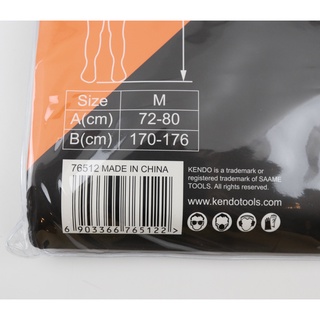 Size M
A(cm) 72-80
B(cm) 170-176
76512 MADE IN CHINA
6 903366 765122 >
KENDO is a trademark or
registered trademark of SAAME
TOOLS. All rights reserved.
www.kendotools.com